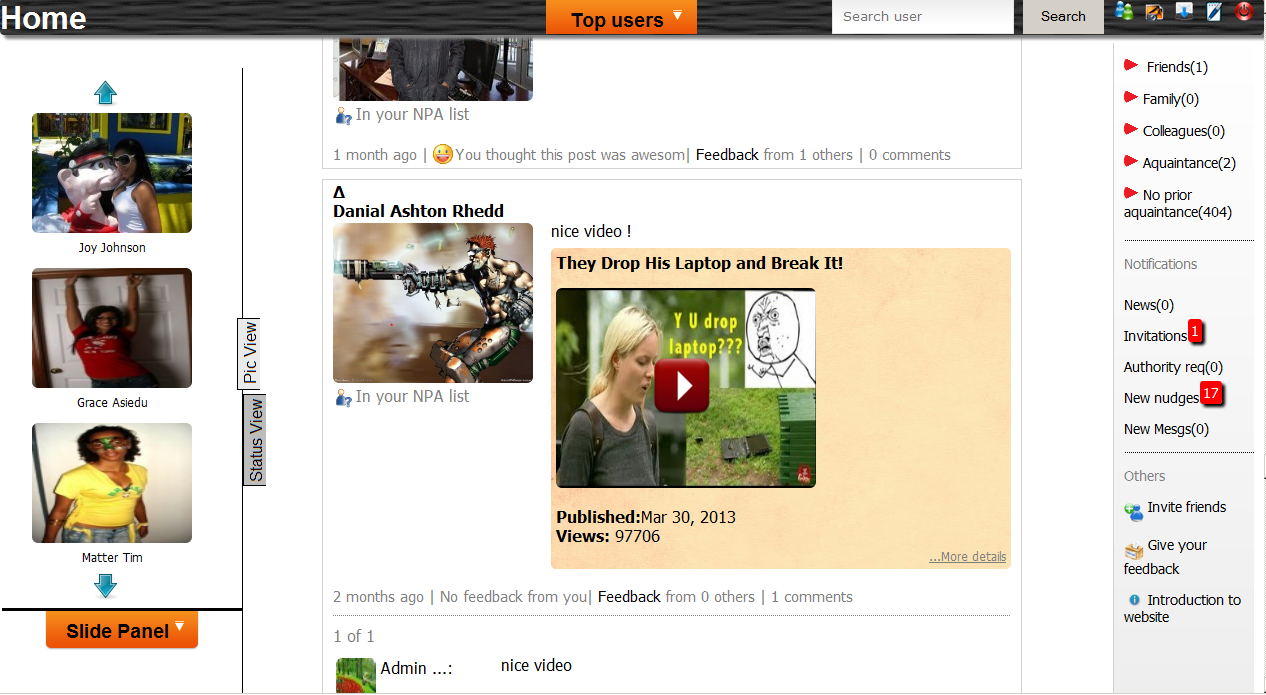 Home
Top users
Search user
Search
Joy Johnson
Grace Asiedu
Matter Tim
Slide Panel
Pic View
Status View
In your NPA list
1 month ago | You thought this post was awesom| Feedback from 1 others | 0 comments
Δ
Danial Ashton Rhedd
In your NPA list
nice video !
They Drop His Laptop and Break It!
Y U drop
laptop???
Published:Mar 30, 2013
Views: 97706
...More details
2 months ago | No feedback from you| Feedback from 0 others | 1 comments
1 of 1
Admin ...:
nice video
Friends(1)
Family(0)
Colleagues(0)
Aquaintance(2)
No prior
aquaintance(404)
Notifications
News(0)
Invitations 1
Authority req(0)
New nudges 17
New Mesgs(0)
Others
Invite friends
Give your
feedback
Introduction to
website